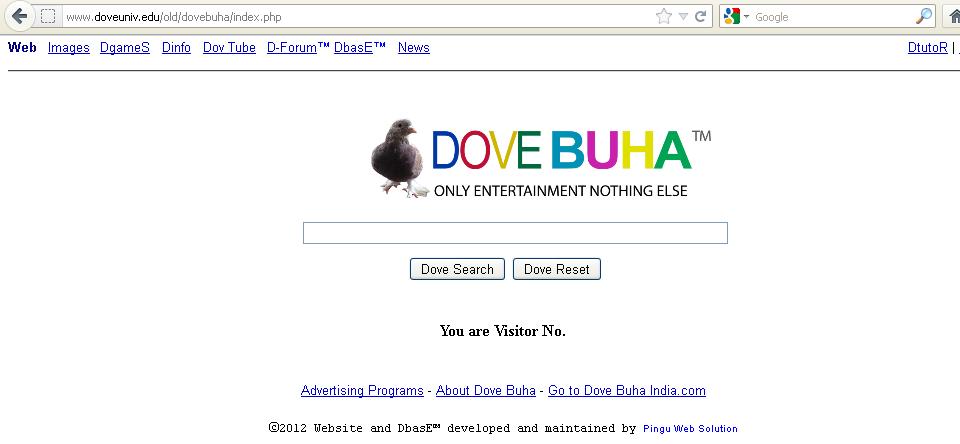 www.doveuniv.edu/old/dovebuha/index.php Google
Web Images DgameS Dinfo Dov Tube D-Forum™ DbasE™ News DtutoR |
DOVE BUHA™
ONLY ENTERTAINMENT NOTHING ELSE
Dove Search Dove Reset
You are Visitor No.
Advertising Programs - About Dove Buha - Go to Dove Buha India.com
©2012 Website and DbasE™ developed and maintained by Pingu Web Solution